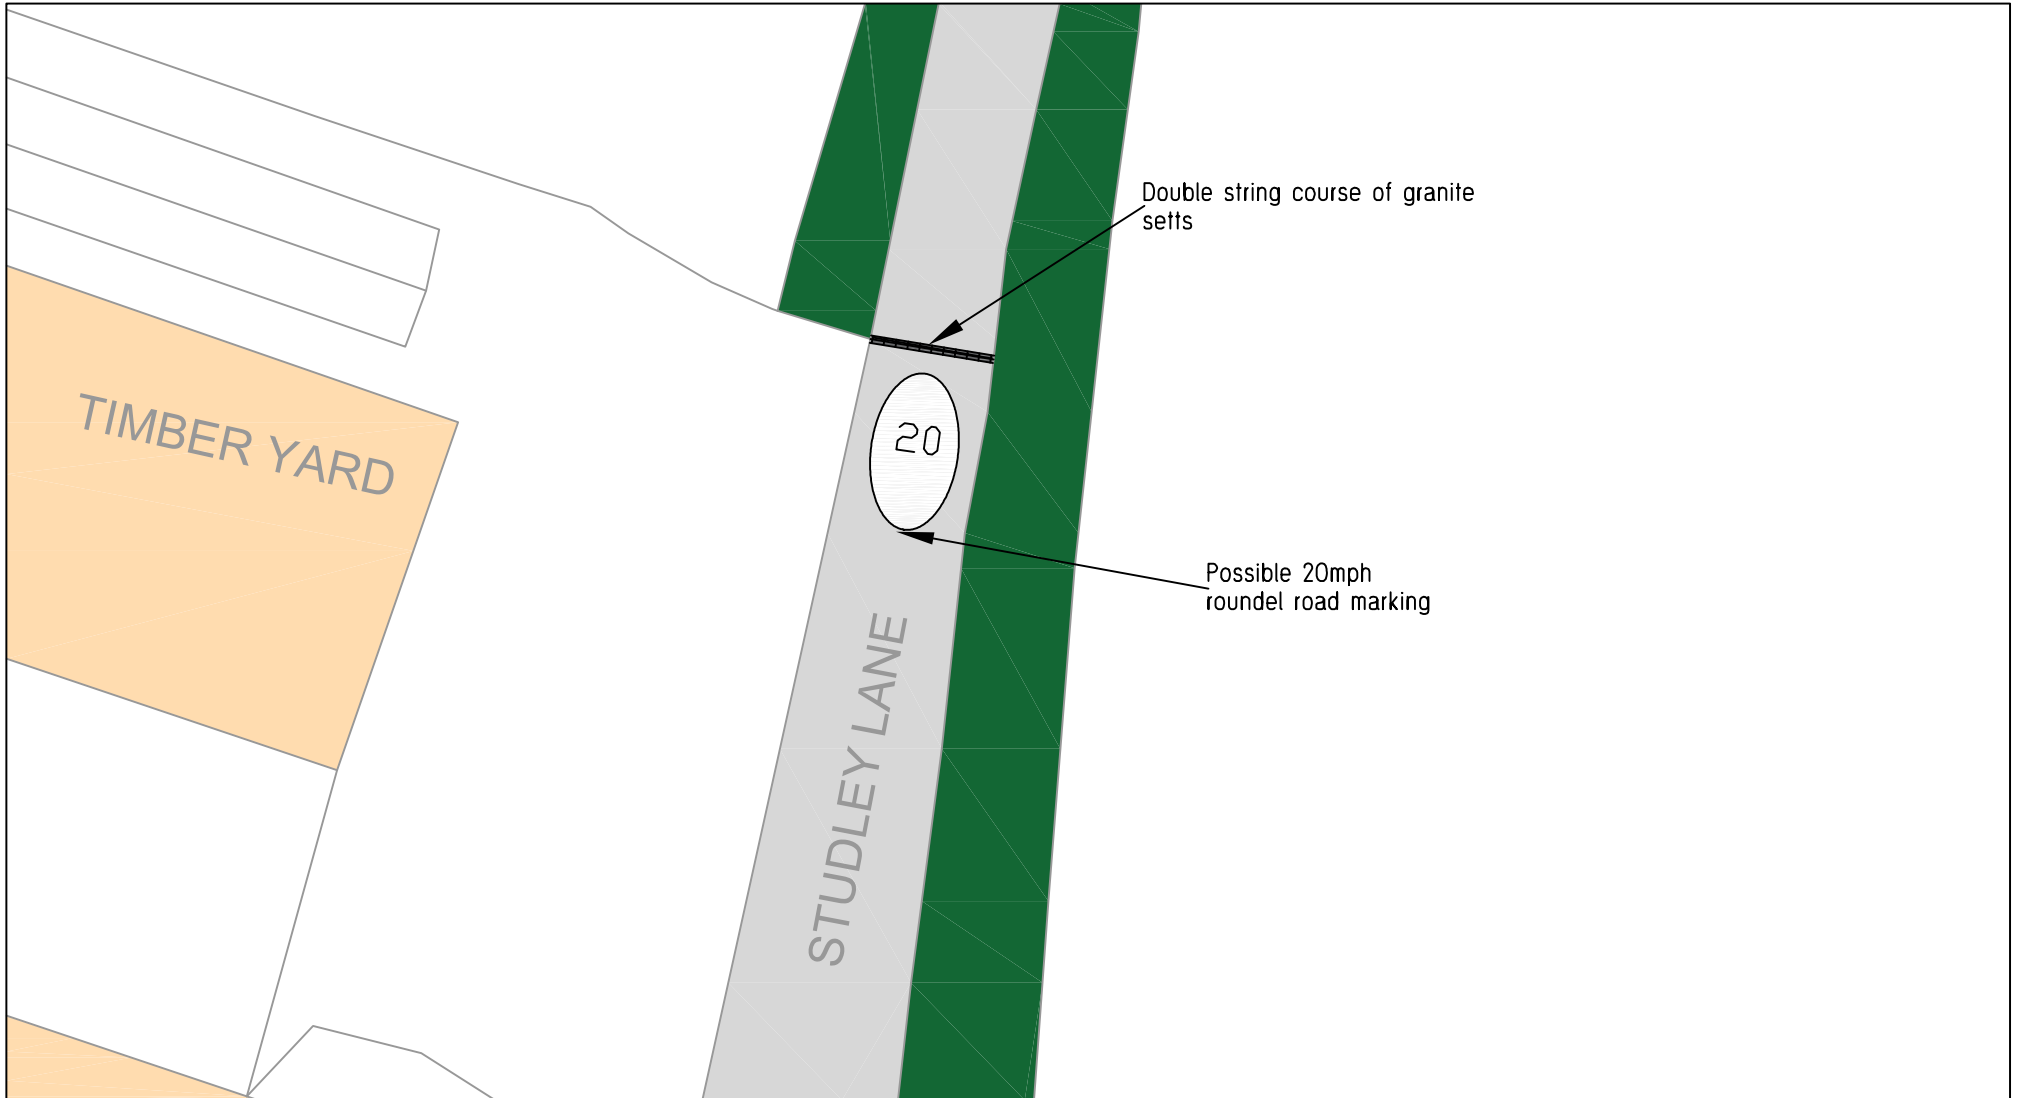 Double string course of granite
setts
TIMBER YARD
20
Possible 20mph
roundel road marking
STUDLEY LANE